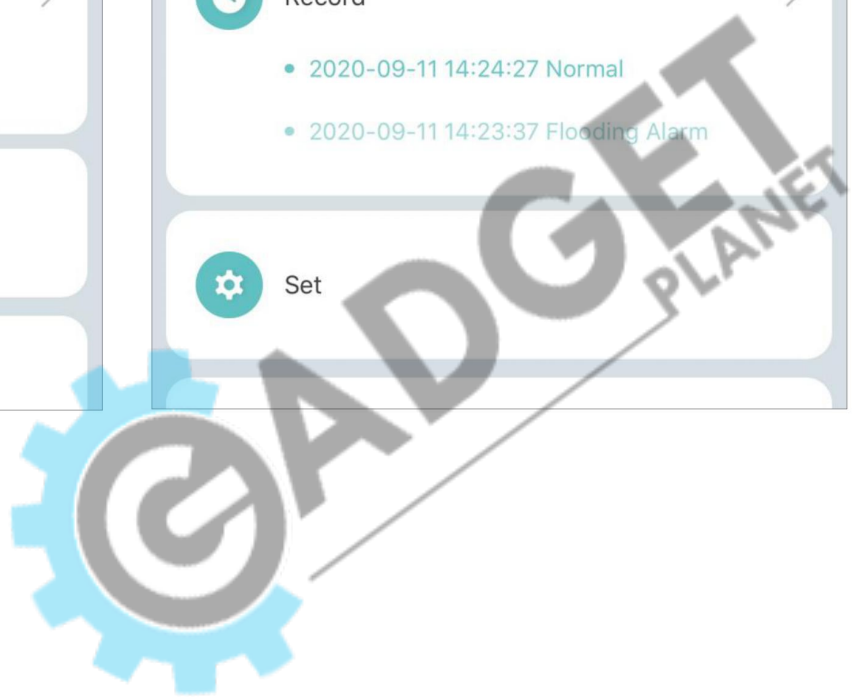 Record
2020-09-11 14:24:27 Normal
2020-09-11 14:23:37 Flooding Alarm
Set
GADGET
PLANET